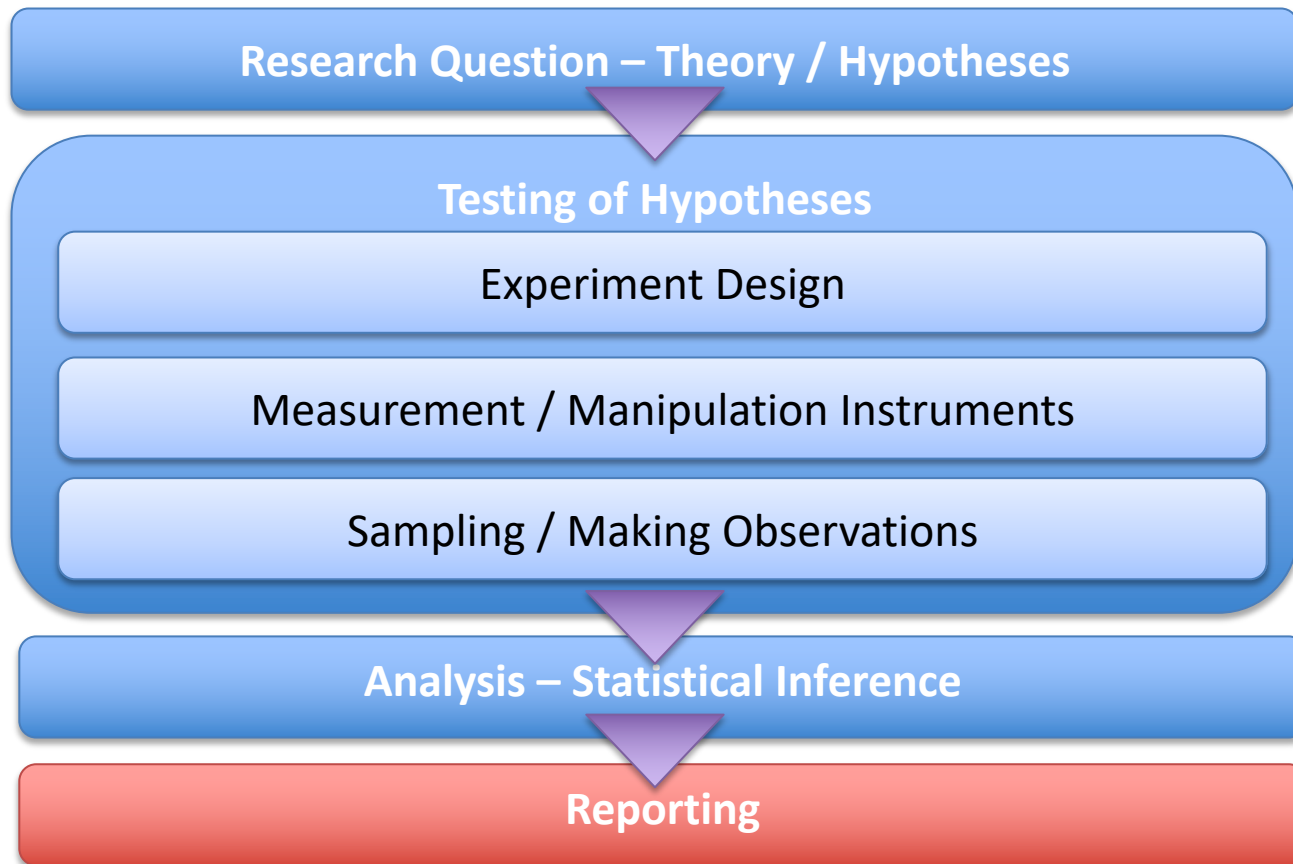 Research Question – Theory / Hypotheses
Testing of Hypotheses
Experiment Design
Measurement / Manipulation Instruments
Sampling / Making Observations
Analysis – Statistical Inference
Reporting